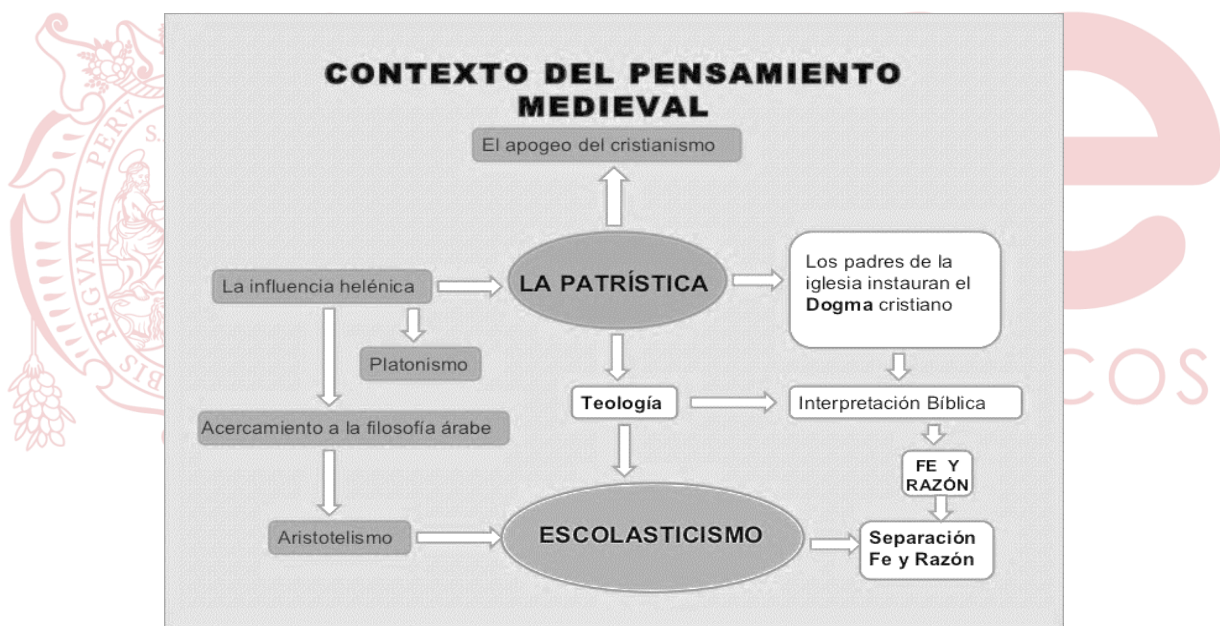 CONTEXTO DEL PENSAMIENTO
MEDIEVAL
El apogeo del cristianismo
LA PATRÍSTICA
Los padres de la
iglesia instauran el
Dogma cristiano
La influencia helénica
Platonismo
Teología
Interpretación Bíblica
Acercamiento a la filosofía árabe
FE Y
RAZÓN
Aristotelismo
ESCOLASTICISMO
Separación
Fe y Razón